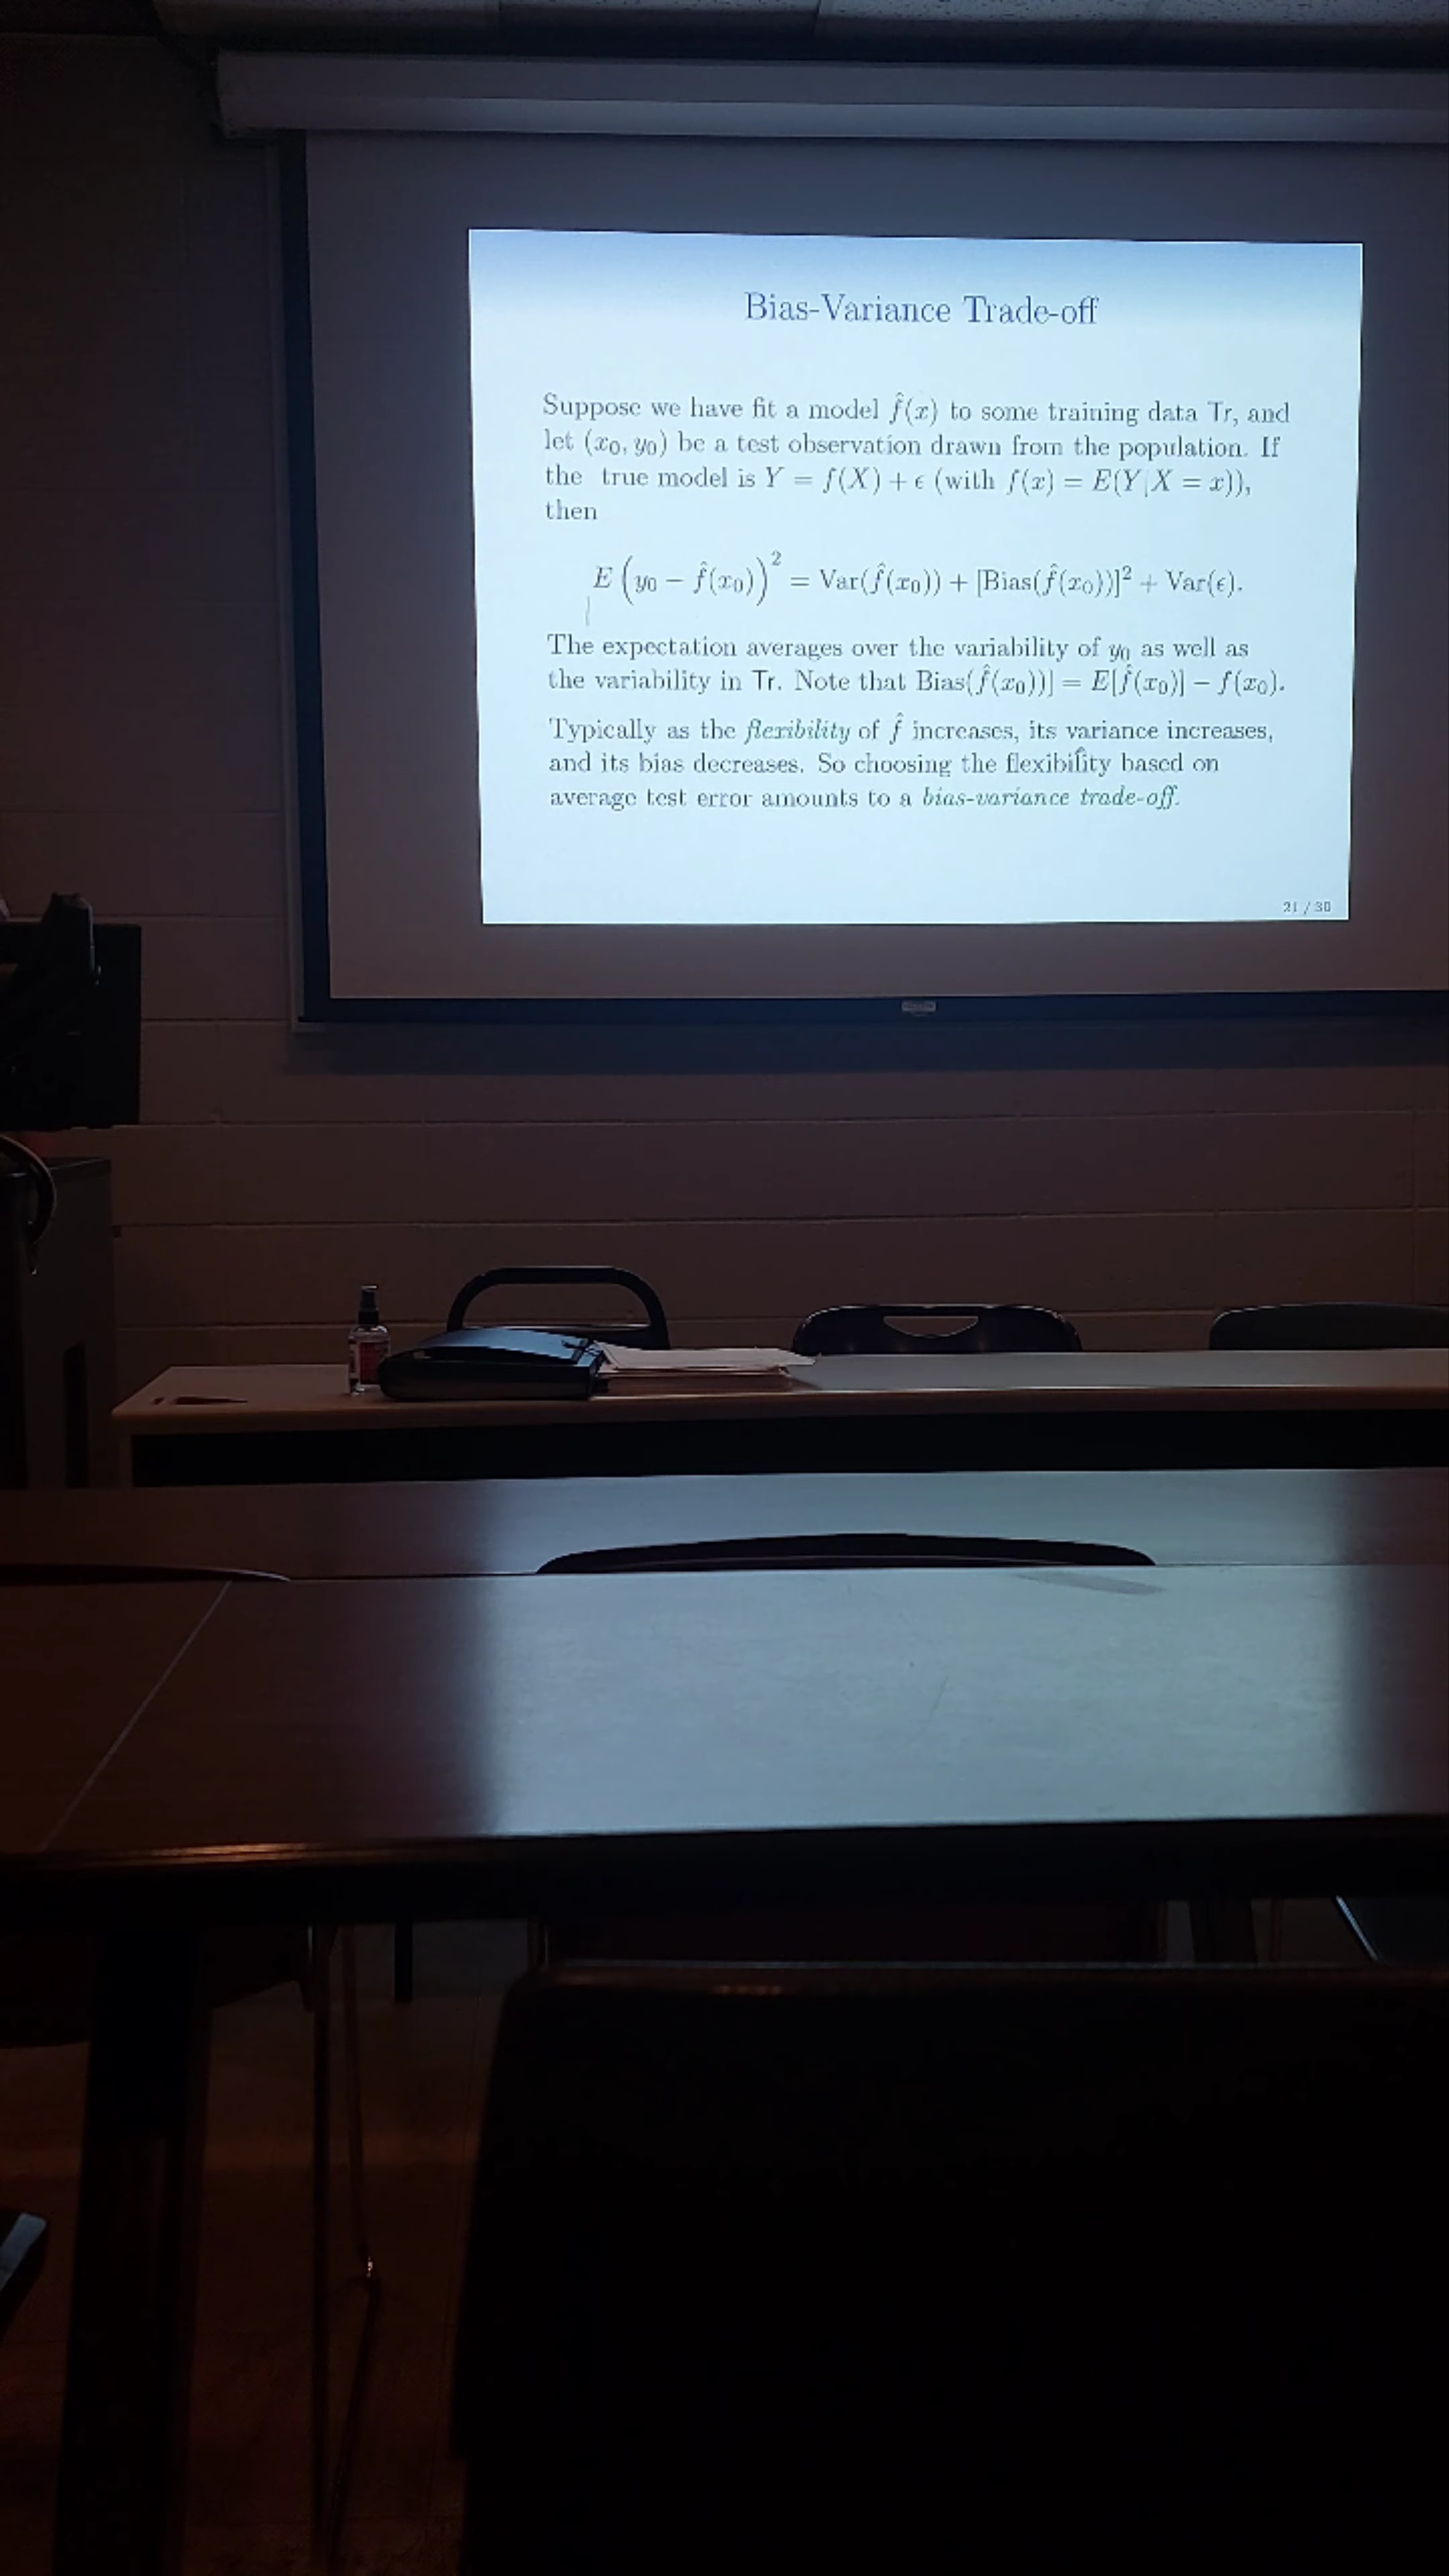 Bias-Variance Trade-off
Suppose we have fit a model f̂(x) to some training data Tr, and
let (x₀, y₀) be a test observation drawn from the population. If
the true model is Y = f(X) + ϵ (with f(x) = E(Y|X = x)),
then
E (y₀ − f̂(x₀))² = Var(f̂(x₀)) + [Bias(f̂(x₀))]² + Var(ϵ).
The expectation averages over the variability of y₀ as well as
the variability in Tr. Note that Bias(f̂(x₀))] = E[f̂(x₀)] − f(x₀).
Typically as the flexibility of f̂ increases, its variance increases,
and its bias decreases. So choosing the flexibility based on
average test error amounts to a bias-variance trade-off.
21 / 30